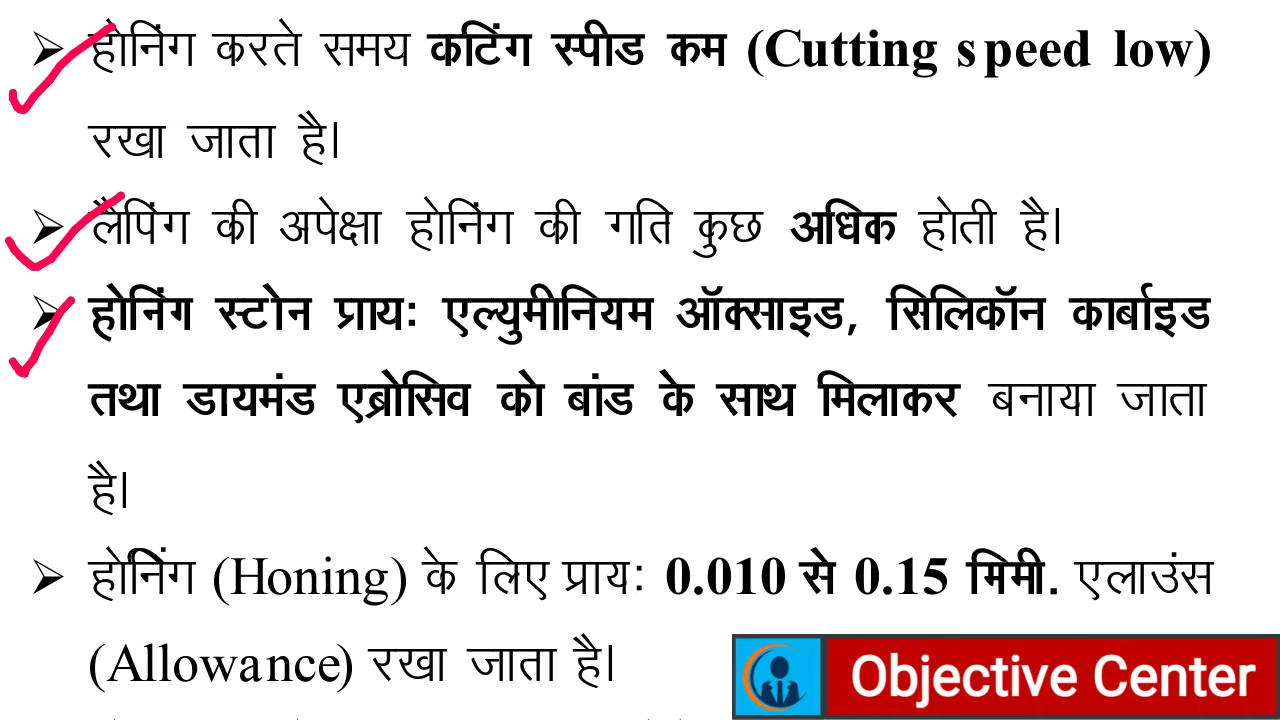 ➢ होनिंग करते समय कटिंग स्पीड कम (Cutting speed low)
रखा जाता है।
➢ लैपिंग की अपेक्षा होनिंग की गति कुछ अधिक होती है।
➢ होनिंग स्टोन प्रायः एल्युमीनियम ऑक्साइड, सिलिकॉन कार्बाइड
तथा डायमंड एब्रोसिव को बांड के साथ मिलाकर बनाया जाता
है।
➢ होनिंग (Honing) के लिए प्रायः 0.010 से 0.15 मिमी. एलाउंस
(Allowance) रखा जाता है।
Objective Center